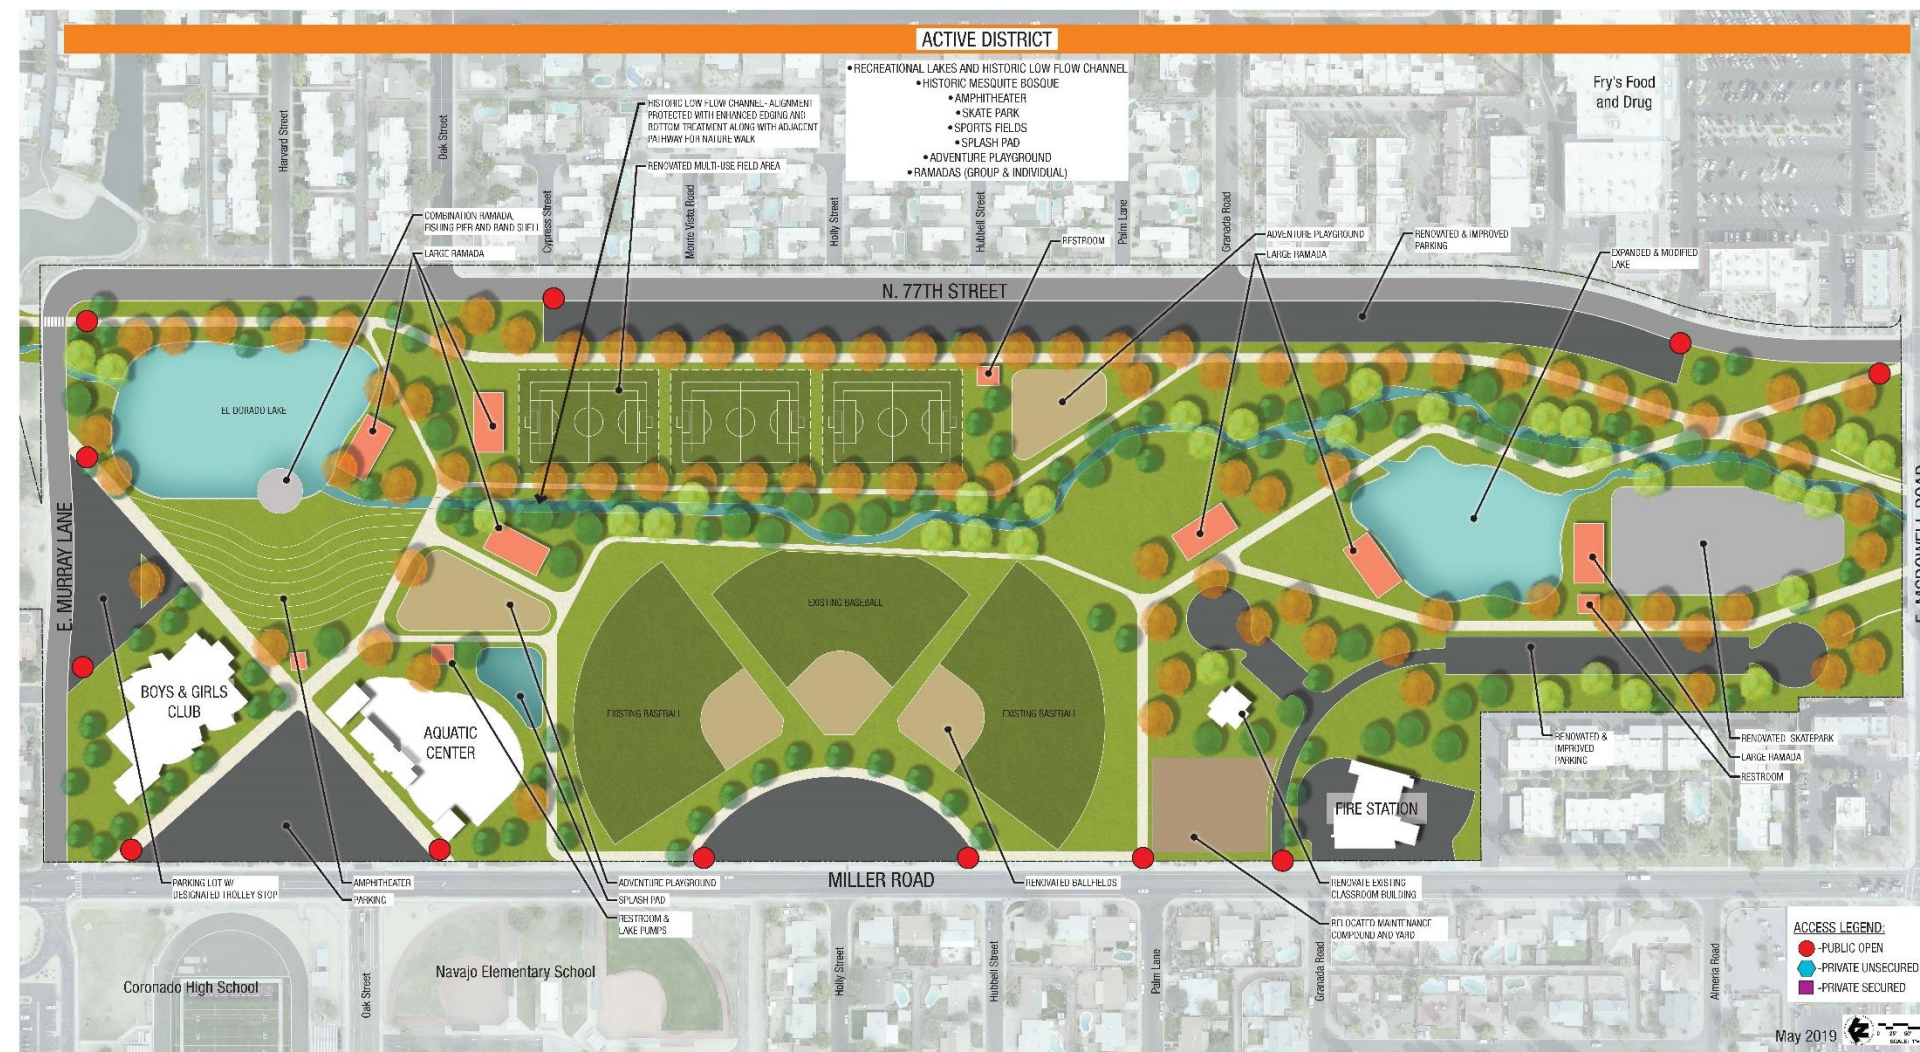 ACTIVE DISTRICT
• RECREATIONAL LAKES AND HISTORIC LOW FLOW CHANNEL
• HISTORIC MESQUITE BOSQUE
• AMPHITHEATER
• SKATE PARK
• SPORTS FIELDS
• SPLASH PAD
• ADVENTURE PLAYGROUND
• RAMADAS (GROUP & INDIVIDUAL)
Fry's Food
and Drug
HISTORIC LOW FLOW CHANNEL- ALIGNMENT
PROTECTED WITH ENHANCED EDGING AND
BOTTOM TREATMENT ALONG WITH ADJACENT
PATHWAY FOR NATURE WALK
RENOVATED MULTI-USE FIELD AREA
Harvard Street
Oak Street
Cypress Street
Monte Vista Road
Holly Street
Hubbell Street
Palm Lane
Granada Road
COMBINATION RAMADA,
FISHING PIER AND BAND SHELL
LARGE RAMADA
RESTROOM
ADVENTURE PLAYGROUND
LARGE RAMADA
RENOVATED & IMPROVED
PARKING
EXPANDED & MODIFIED
LAKE
N. 77TH STREET
EL DORADO LAKE
E. MURRAY LANE
E. MCDOWELL ROAD
EXISTING BASEBALL
EXISTING BASEBALL
EXISTING BASEBALL
BOYS & GIRLS
CLUB
AQUATIC
CENTER
FIRE STATION
RENOVATED &
IMPROVED
PARKING
RENOVATED SKATEPARK
LARGE RAMADA
RESTROOM
MILLER ROAD
PARKING LOT W/
DESIGNATED TROLLEY STOP
AMPHITHEATER
PARKING
ADVENTURE PLAYGROUND
SPLASH PAD
RESTROOM &
LAKE PUMPS
RENOVATED BALLFIELDS
RENOVATE EXISTING
CLASSROOM BUILDING
RELOCATED MAINTENANCE
COMPOUND AND YARD
Coronado High School
Oak Street
Navajo Elementary School
Holly Street
Hubbell Street
Palm Lane
Granada Road
Almeria Road
ACCESS LEGEND:
-PUBLIC OPEN
-PRIVATE UNSECURED
-PRIVATE SECURED
May 2019